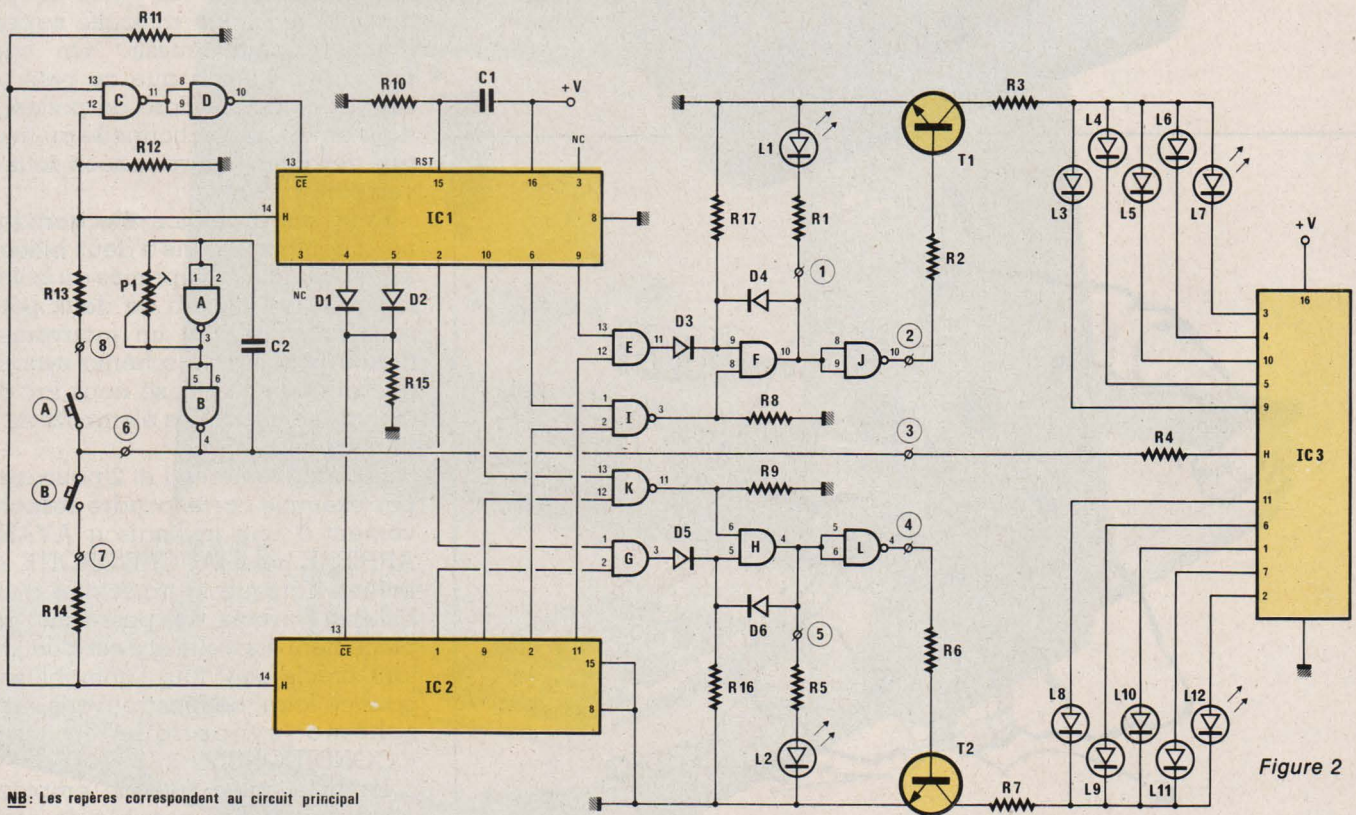 R11
13
12
C
11
8
9
D
10
R12
R10
C1
+V
13
CE
RST
15
16
NC
3
14
H
IC1
8
3
NC
4
5
2
10
6
9
D1
D2
R15
R13
8
P1
1
2
A
3
C2
5
6
B
4
A
6
B
7
R14
13
CE
1
9
2
11
14
H
IC2
15
8
13
12
E
11
D3
1
2
I
3
13
12
K
11
1
2
G
3
D5
L1
R17
R1
1
D4
9
8
F
10
8
9
J
10
2
R8
3
R9
6
5
H
4
5
6
L
4
4
D6
5
R16
R5
L2
T1
R2
R3
R4
R6
T2
R7
L3
L4
L5
L6
L7
+V
16
3
4
10
5
9
H
IC3
11
6
1
7
2
L8
L9
L10
L11
L12
Figure 2
NB: Les repères correspondent au circuit principal